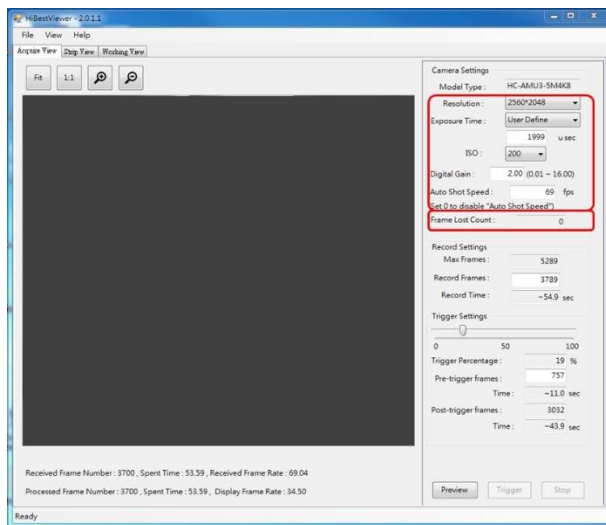 HiBestViewer - 2.0.1.1
File View Help
Acquire View Strip View Working View
Fit 1:1
Camera Settings
Model Type : HC-AMU3-5M4K8
Resolution : 2560*2048
Exposure Time : User Define
1999 u sec
ISO : 200
Digital Gain : 2.00 (0.01 ~ 16.00)
Auto Shot Speed : 69 fps
Set 0 to disable "Auto Shot Speed")
Frame Lost Count : 0
Record Settings
Max Frames : 5289
Record Frames : 3789
Record Time : ~54.9 sec
Trigger Settings
0 50 100
Trigger Percentage : 19 %
Pre-trigger frames : 757
Time : ~11.0 sec
Post-trigger frames : 3032
Time : ~43.9 sec
Received Frame Number : 3700 , Spent Time : 53.59 , Received Frame Rate : 69.04
Processed Frame Number : 3700 , Spent Time : 53.59 , Display Frame Rate : 34.50
Preview Trigger Stop
Ready